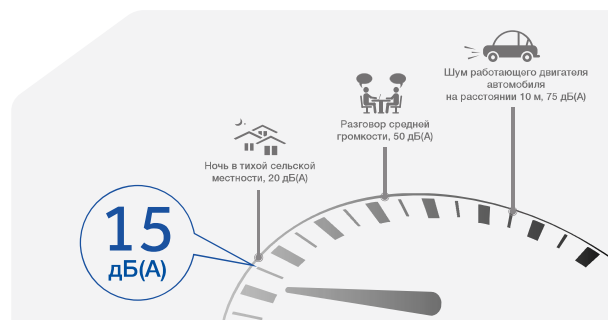 Шум работающего двигателя
автомобиля
на расстоянии 10 м, 75 дБ(А)
Разговор средней
громкости, 50 дБ(А)
Ночь в тихой сельской
местности, 20 дБ(А)
15
дБ(А)